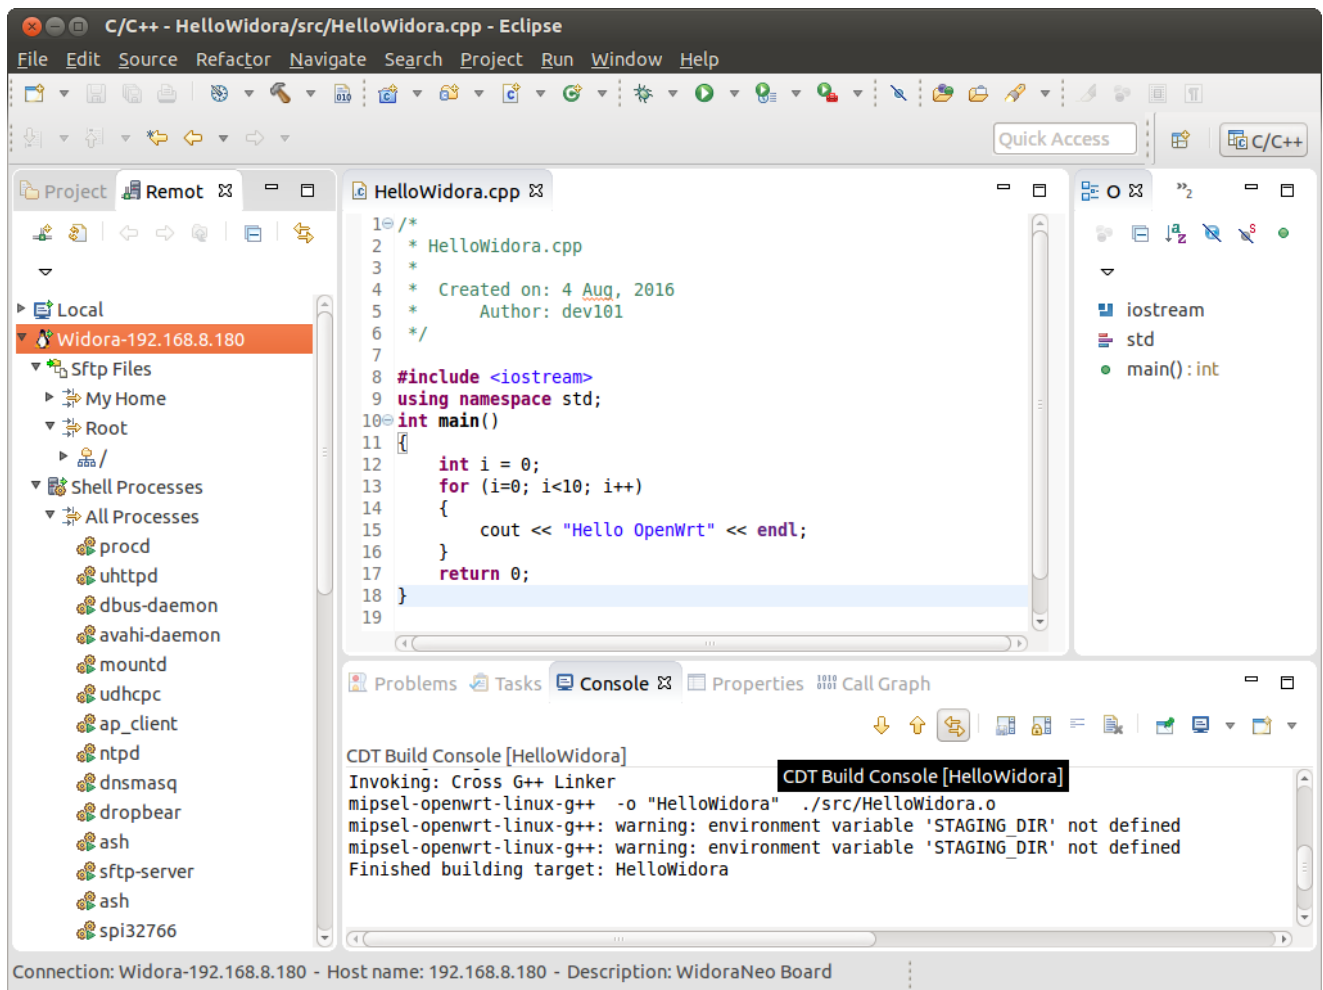 C/C++ - HelloWidora/src/HelloWidora.cpp - Eclipse
File Edit Source Refactor Navigate Search Project Run Window Help
010
Quick Access
C/C++
Project
Remot
Local
Widora-192.168.8.180
Sftp Files
My Home
Root
/
Shell Processes
All Processes
procd
uhttpd
dbus-daemon
avahi-daemon
mountd
udhcpc
ap_client
ntpd
dnsmasq
dropbear
ash
sftp-server
ash
spi32766
HelloWidora.cpp
1 /*
2  * HelloWidora.cpp
3  *
4  *  Created on: 4 Aug, 2016
5  *      Author: dev101
6  */
7
8 #include <iostream>
9 using namespace std;
10 int main()
11 {
12     int i = 0;
13     for (i=0; i<10; i++)
14     {
15         cout << "Hello OpenWrt" << endl;
16     }
17     return 0;
18 }
19
O
»2
iostream
std
main() : int
Problems Tasks Console Properties Call Graph
CDT Build Console [HelloWidora]
CDT Build Console [HelloWidora]
Invoking: Cross G++ Linker
mipsel-openwrt-linux-g++  -o "HelloWidora"  ./src/HelloWidora.o
mipsel-openwrt-linux-g++: warning: environment variable 'STAGING_DIR' not defined
mipsel-openwrt-linux-g++: warning: environment variable 'STAGING_DIR' not defined
Finished building target: HelloWidora
Connection: Widora-192.168.8.180 - Host name: 192.168.8.180 - Description: WidoraNeo Board